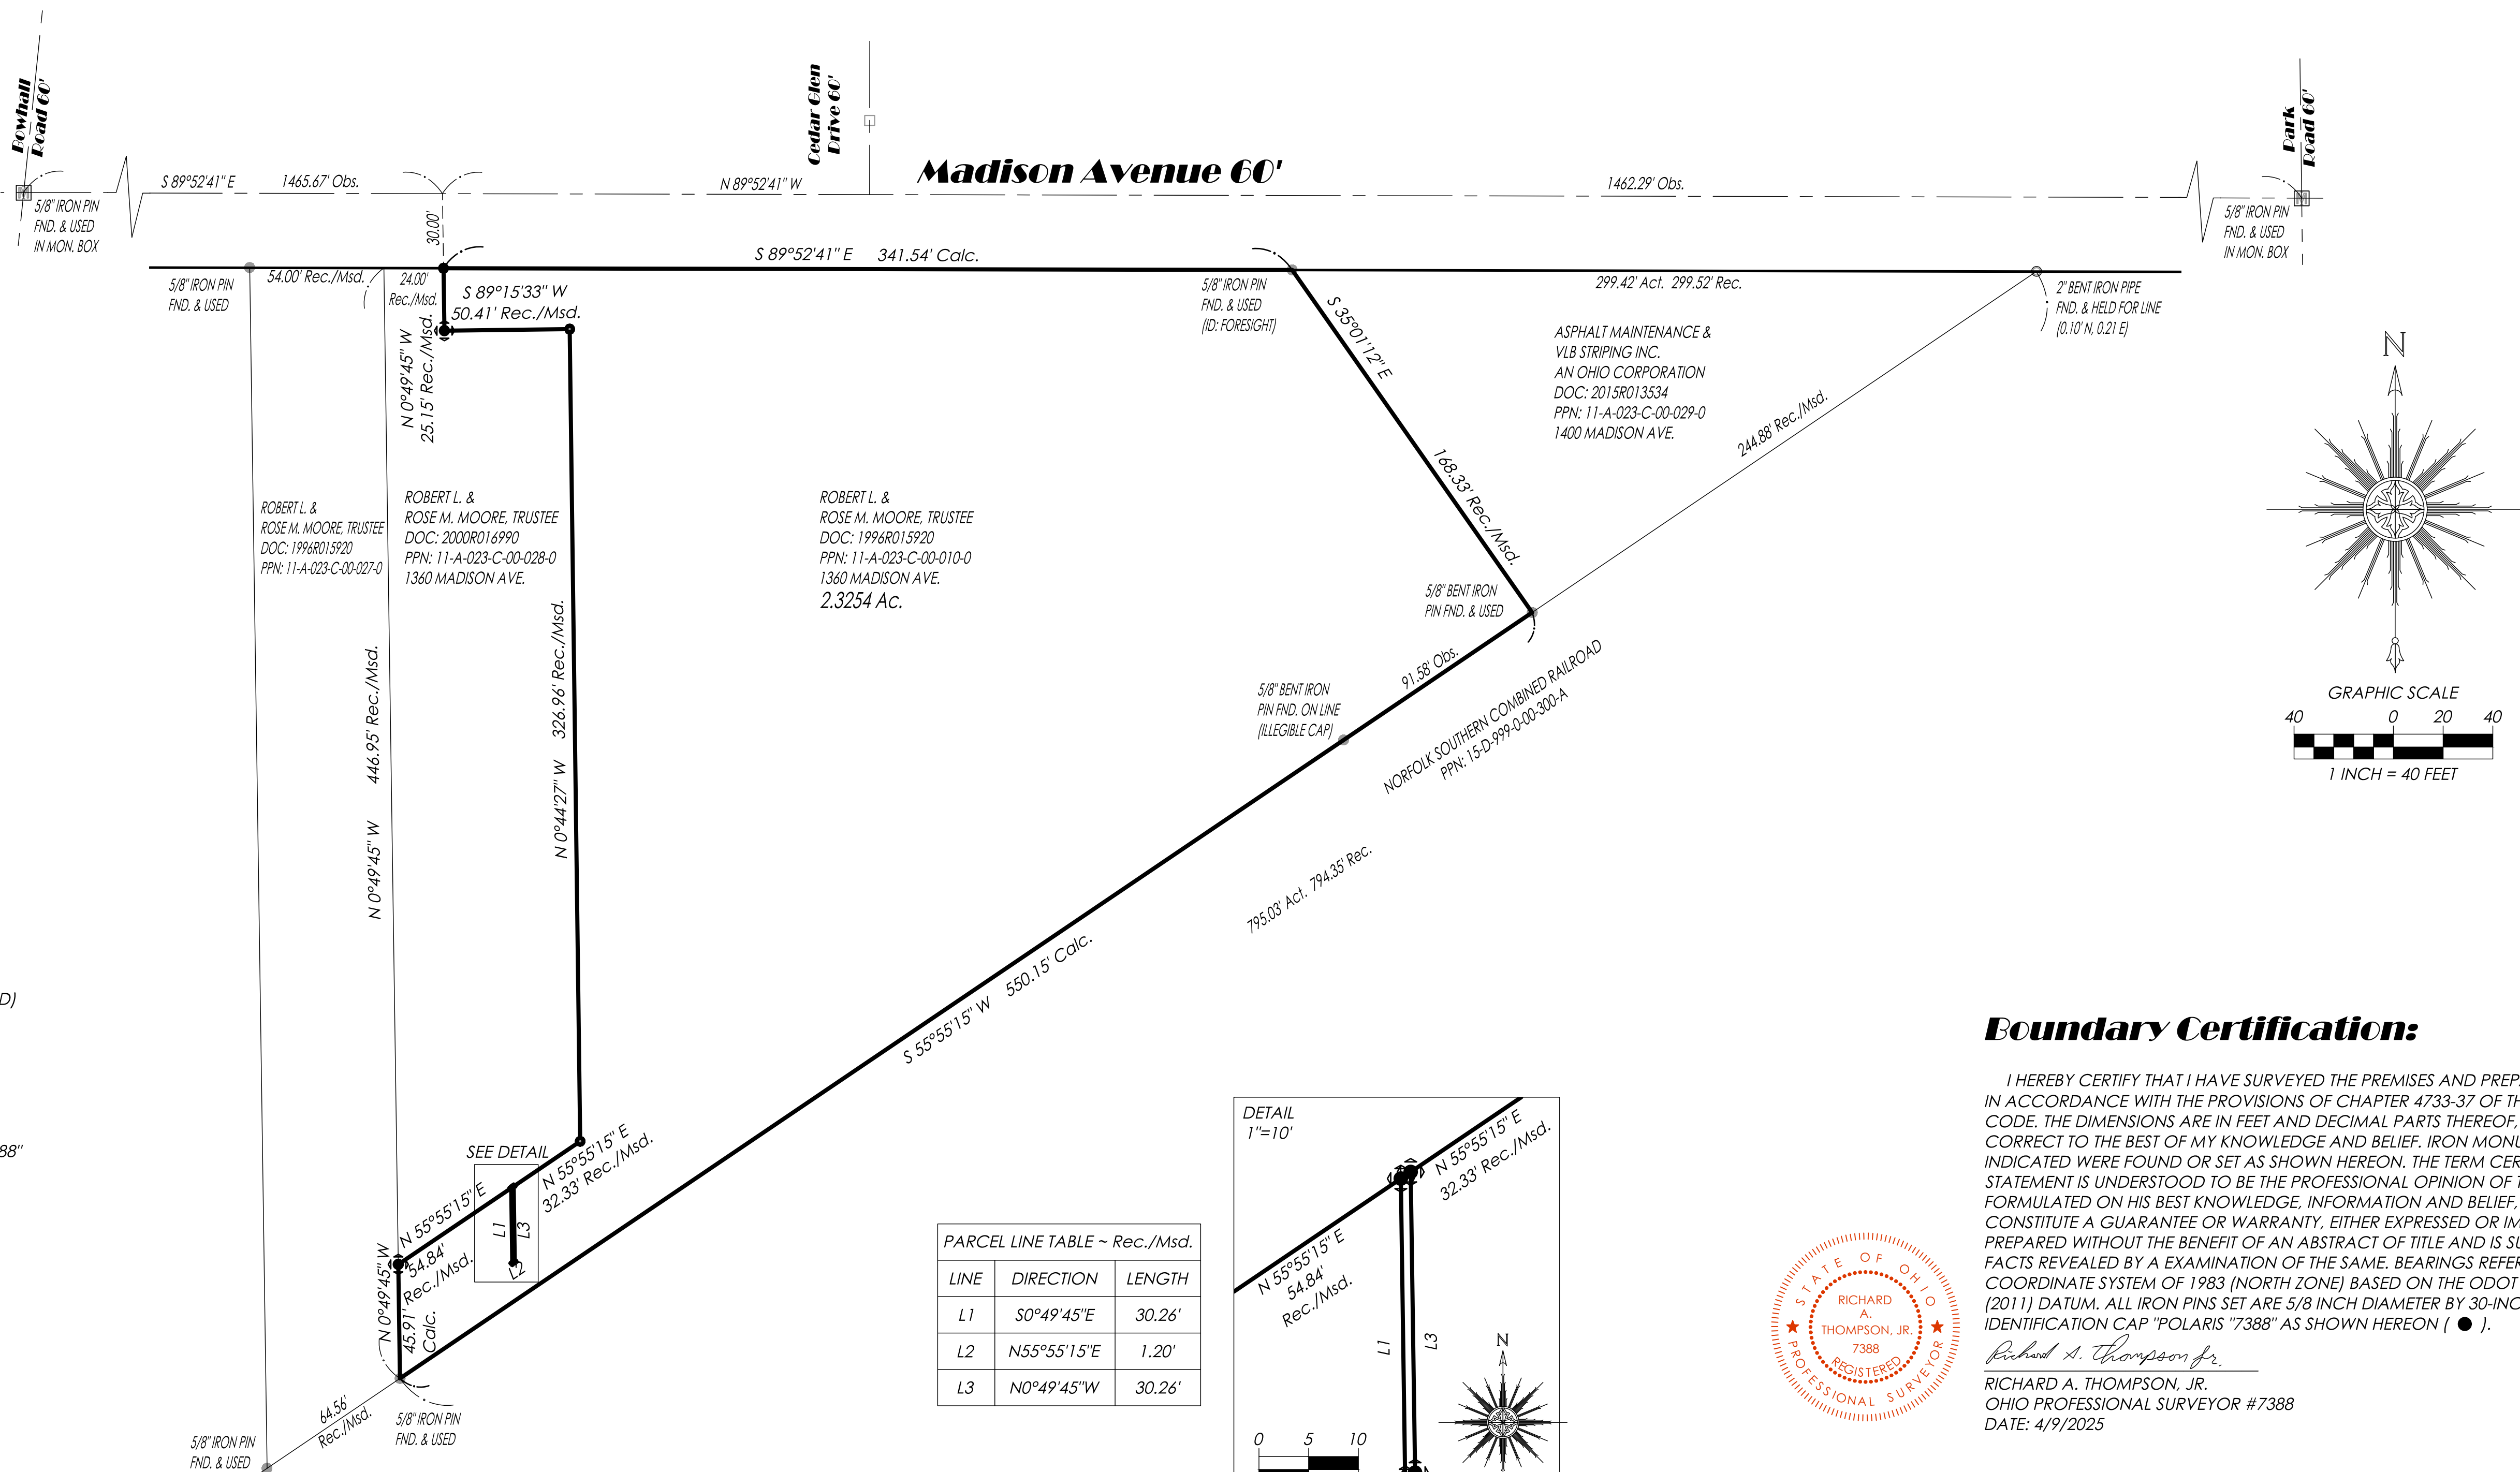 Bowhall
Road 60'
Cedar Glen
Drive 60'
Madison Avenue 60'
Park
Road 60'
S 89°52'41" E 1465.67' Obs.
N 89°52'41" W
1462.29' Obs.
5/8" IRON PIN
FND. & USED
IN MON. BOX
5/8" IRON PIN
FND. & USED
IN MON. BOX
30.00'
S 89°52'41" E 341.54' Calc.
5/8" IRON PIN
FND. & USED
54.00' Rec./Msd.
24.00'
Rec./Msd.
S 89°15'33" W
50.41' Rec./Msd.
N 0°49'45" W
25.15' Rec./Msd.
5/8" IRON PIN
FND. & USED
(ID: FORESIGHT)
299.42' Act. 299.52' Rec.
2" BENT IRON PIPE
FND. & HELD FOR LINE
(0.10' N, 0.21 E)
S 35°01'12" E
168.33' Rec./Msd.
ASPHALT MAINTENANCE &
VLB STRIPING INC.
AN OHIO CORPORATION
DOC: 2015R013534
PPN: 11-A-023-C-00-029-0
1400 MADISON AVE.
244.88' Rec./Msd.
N
ROBERT L. &
ROSE M. MOORE, TRUSTEE
DOC: 1996R015920
PPN: 11-A-023-C-00-027-0
ROBERT L. &
ROSE M. MOORE, TRUSTEE
DOC: 2000R016990
PPN: 11-A-023-C-00-028-0
1360 MADISON AVE.
ROBERT L. &
ROSE M. MOORE, TRUSTEE
DOC: 1996R015920
PPN: 11-A-023-C-00-010-0
1360 MADISON AVE.
2.3254 Ac.
5/8" BENT IRON
PIN FND. & USED
N 0°49'45" W 446.95' Rec./Msd.
N 0°44'27" W 326.96' Rec./Msd.
5/8" BENT IRON
PIN FND. ON LINE
(ILLEGIBLE CAP)
91.58' Obs.
NORFOLK SOUTHERN COMBINED RAILROAD
PPN: 15-D-999-0-00-300-A
GRAPHIC SCALE
40 0 20 40
1 INCH = 40 FEET
795.03' Act. 794.35' Rec.
S 55°55'15" W 550.15' Calc.
D)
88"
SEE DETAIL
N 55°55'15" E
32.33' Rec./Msd.
N 55°55'15" E
54.84'
Rec./Msd.
L1
L3
L2
N 0°49'45" W
45.91'
Calc.
64.56'
Rec./Msd.
5/8" IRON PIN
FND. & USED
5/8" IRON PIN
FND. & USED
PARCEL LINE TABLE ~ Rec./Msd.
LINE DIRECTION LENGTH
L1 S0°49'45"E 30.26'
L2 N55°55'15"E 1.20'
L3 N0°49'45"W 30.26'
DETAIL
1"=10'
N 55°55'15" E
32.33' Rec./Msd.
N 55°55'15" E
54.84'
Rec./Msd.
L1
L3
N
0 5 10
Boundary Certification:
I HEREBY CERTIFY THAT I HAVE SURVEYED THE PREMISES AND PREP
IN ACCORDANCE WITH THE PROVISIONS OF CHAPTER 4733-37 OF TH
CODE. THE DIMENSIONS ARE IN FEET AND DECIMAL PARTS THEREOF,
CORRECT TO THE BEST OF MY KNOWLEDGE AND BELIEF. IRON MONU
INDICATED WERE FOUND OR SET AS SHOWN HEREON. THE TERM CER
STATEMENT IS UNDERSTOOD TO BE THE PROFESSIONAL OPINION OF T
FORMULATED ON HIS BEST KNOWLEDGE, INFORMATION AND BELIEF,
CONSTITUTE A GUARANTEE OR WARRANTY, EITHER EXPRESSED OR IM
PREPARED WITHOUT THE BENEFIT OF AN ABSTRACT OF TITLE AND IS SU
FACTS REVEALED BY A EXAMINATION OF THE SAME. BEARINGS REFER
COORDINATE SYSTEM OF 1983 (NORTH ZONE) BASED ON THE ODOT
(2011) DATUM. ALL IRON PINS SET ARE 5/8 INCH DIAMETER BY 30-INC
IDENTIFICATION CAP "POLARIS "7388" AS SHOWN HEREON ( ● ).
Richard A. Thompson Jr.
RICHARD A. THOMPSON, JR.
OHIO PROFESSIONAL SURVEYOR #7388
DATE: 4/9/2025
STATE OF OHIO
RICHARD
A.
THOMPSON, JR.
7388
REGISTERED
PROFESSIONAL SURVEYOR